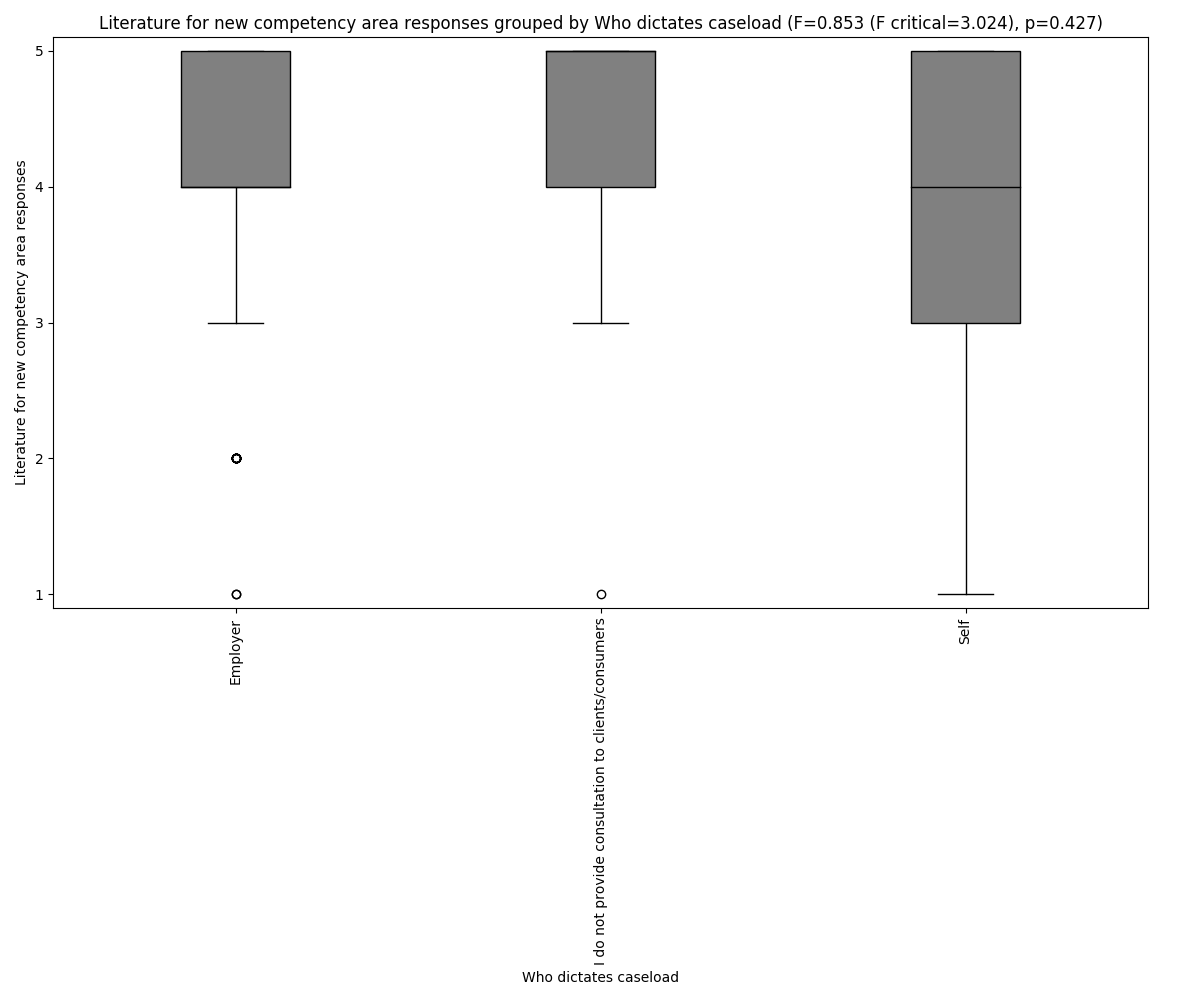 Literature for new competency area responses grouped by Who dictates caseload (F=0.853 (F critical=3.024), p=0.427)
Literature for new competency area responses
5
4
3
2
1
Employer
I do not provide consultation to clients/consumers
Self
Who dictates caseload